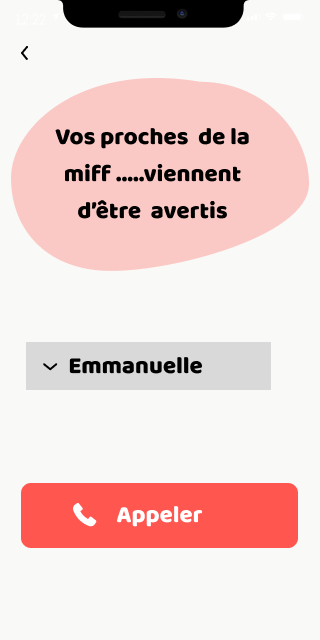 Vos proches de la
miff .....viennent
d'être avertis
Emmanuelle
Appeler